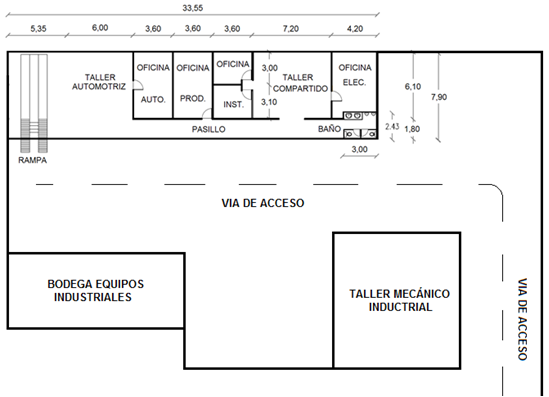 33,55
5,35 6,00 3,60 3,60 3,60 7,20 4,20
OFICINA OFICINA OFICINA OFICINA
TALLER
AUTOMOTRIZ
3,00
TALLER
COMPARTIDO
ELEC.
6,10
7,90
AUTO. PROD. INST. 3,10
PASILLO BAÑO 2.43 1,80
RAMPA
3,00
VIA DE ACCESO
BODEGA EQUIPOS
INDUSTRIALES
TALLER MECÁNICO
INDUCTRIAL
VIA DE ACCESO